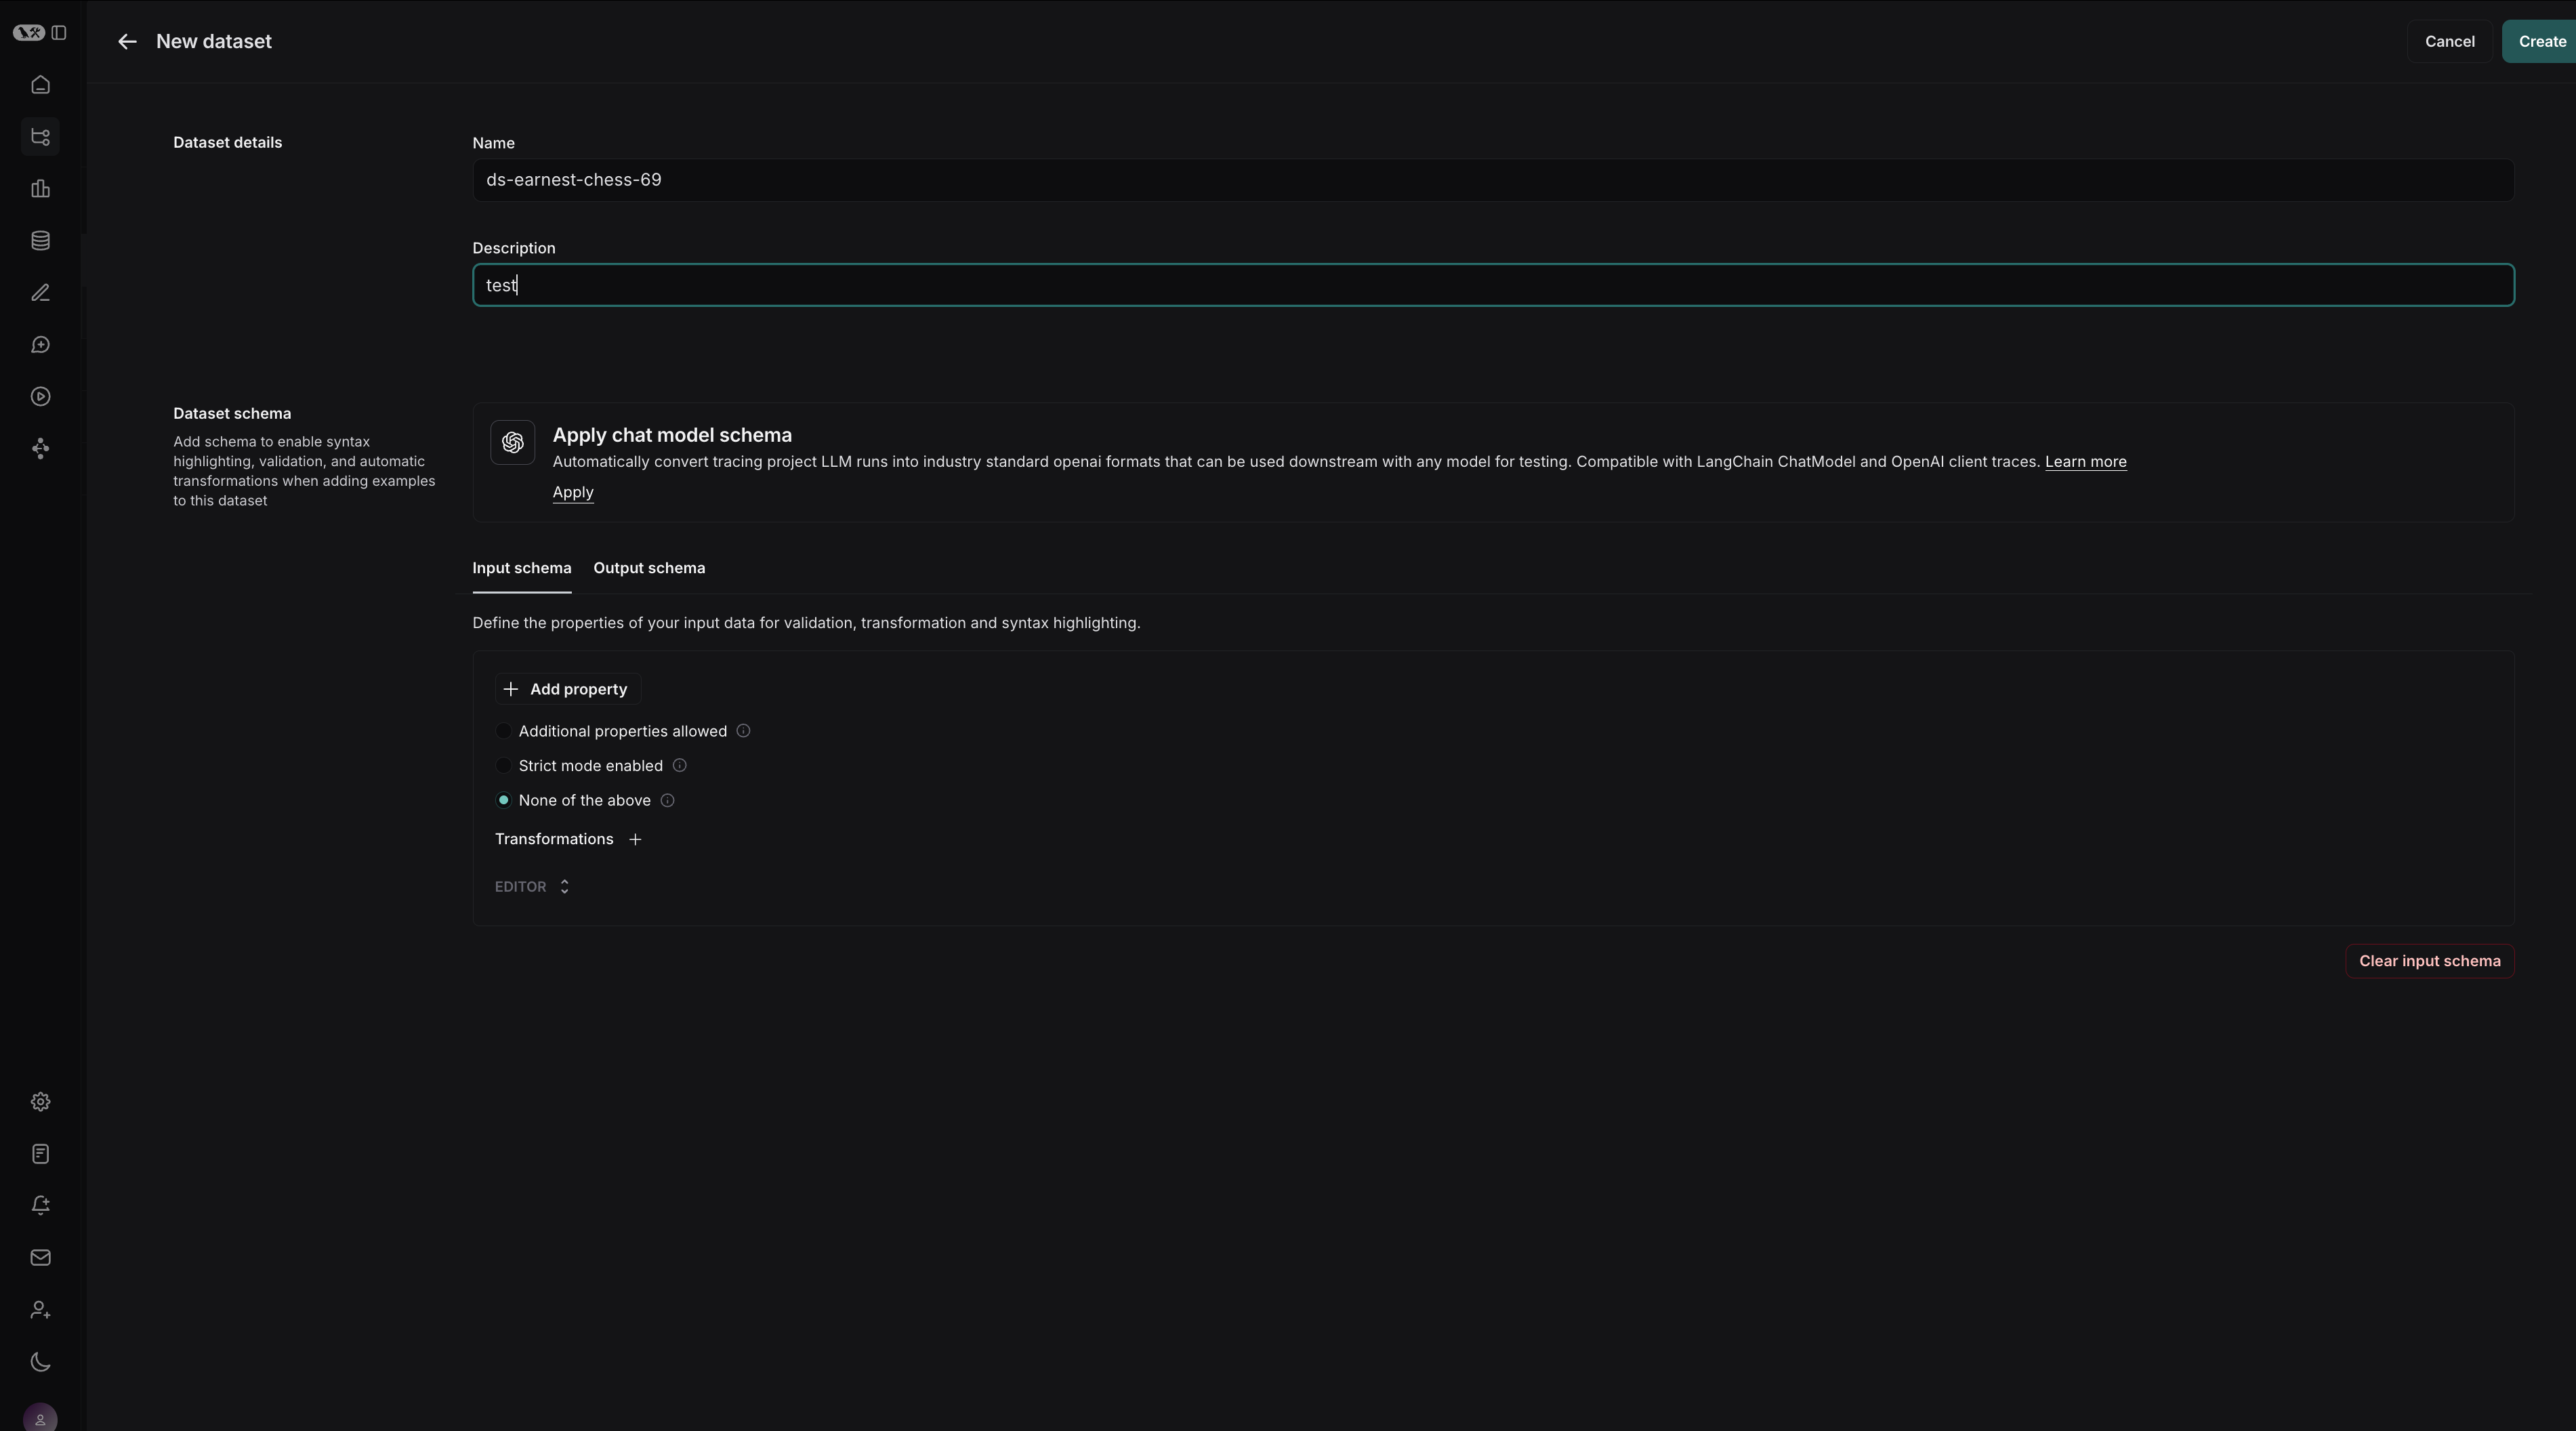 New dataset
Cancel
Create
Dataset details
Name
ds-earnest-chess-69
Description
test
Dataset schema
Add schema to enable syntax
highlighting, validation, and automatic
transformations when adding examples
to this dataset
Apply chat model schema
Automatically convert tracing project LLM runs into industry standard openai formats that can be used downstream with any model for testing. Compatible with LangChain ChatModel and OpenAI client traces. Learn more
Apply
Input schema Output schema
Define the properties of your input data for validation, transformation and syntax highlighting.
Add property
Additional properties allowed
Strict mode enabled
None of the above
Transformations
EDITOR
Clear input schema